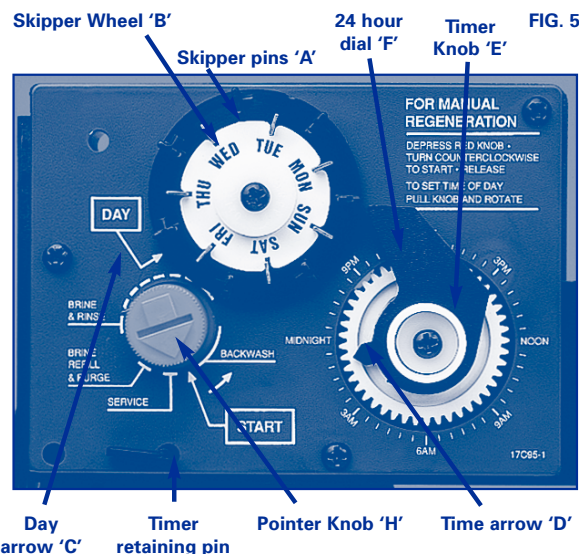 Skipper Wheel ‘B’
24 hour
dial ‘F’
Timer
Knob ‘E’
FIG. 5
Skipper pins ‘A’
FOR MANUAL
REGENERATION
DEPRESS RED KNOB •
TURN COUNTERCLOCKWISE
TO START • RELEASE
TO SET TIME OF DAY
PULL KNOB AND ROTATE
TUE
MON
SUN
SAT
FRI
THU
WED
DAY
BRINE
& RINSE
BRINE
REFILL
& PURGE
SERVICE
BACKWASH
START
9PM
3PM
MIDNIGHT
NOON
3AM
9AM
6AM
17C95-1
Day
arrow ‘C’
Timer
retaining pin
Pointer Knob ‘H’
Time arrow ‘D’